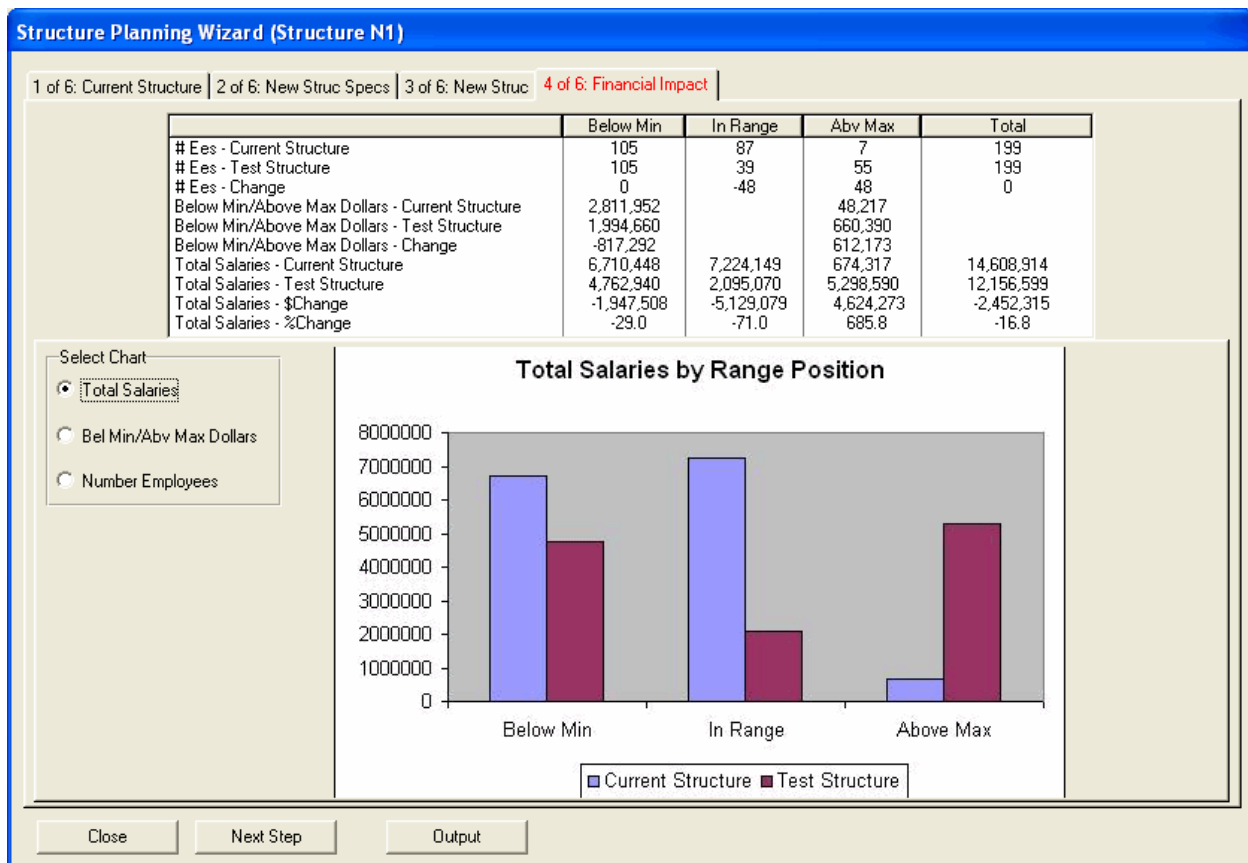 Structure Planning Wizard (Structure N1)
1 of 6: Current Structure 2 of 6: New Struc Specs 3 of 6: New Struc 4 of 6: Financial Impact
Below Min In Range Abv Max Total
# Ees - Current Structure 105 87 7 199
# Ees - Test Structure 105 39 55 199
# Ees - Change 0 -48 48 0
Below Min/Above Max Dollars - Current Structure 2,811,952 48,217
Below Min/Above Max Dollars - Test Structure 1,994,660 660,390
Below Min/Above Max Dollars - Change -817,292 612,173
Total Salaries - Current Structure 6,710,448 7,224,149 674,317 14,608,914
Total Salaries - Test Structure 4,762,940 2,095,070 5,298,590 12,156,599
Total Salaries - $Change -1,947,508 -5,129,079 4,624,273 -2,452,315
Total Salaries - %Change -29.0 -71.0 685.8 -16.8
Select Chart
Total Salaries
Bel Min/Abv Max Dollars
Number Employees
Total Salaries by Range Position
8000000
7000000
6000000
5000000
4000000
3000000
2000000
1000000
0
Below Min In Range Above Max
Current Structure Test Structure
Close Next Step Output